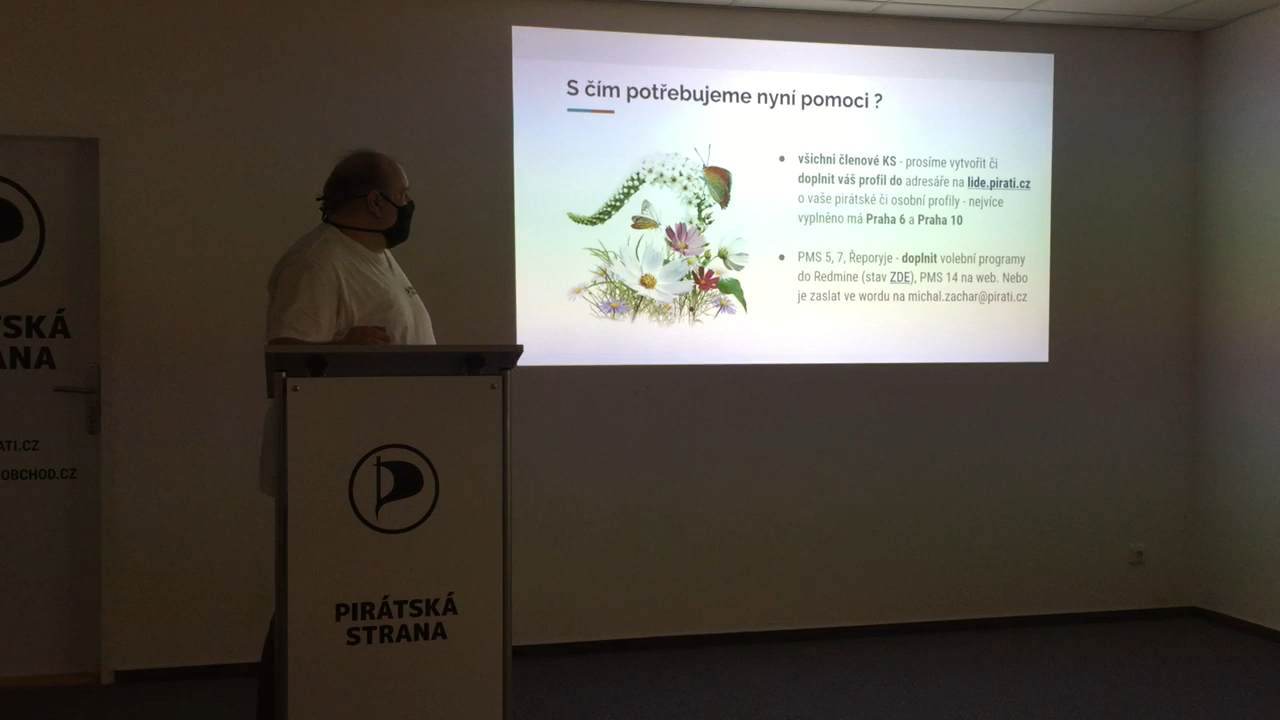 S čím potřebujeme nyní pomoci ?
● všichni členové KS - prosíme vytvořit či
doplnit váš profil do adresáře na lide.pirati.cz
o vaše pirátské či osobní profily - nejvíce
vyplněno má Praha 6 a Praha 10
● PMS 5, 7, Řeporyje - doplnit volební programy
do Redmine (stav ZDE), PMS 14 na web. Nebo
je zaslat ve wordu na michal.zachar@pirati.cz
TSKÁ
ANA
ATI.CZ
OBCHOD.CZ
PIRÁTSKÁ
STRANA